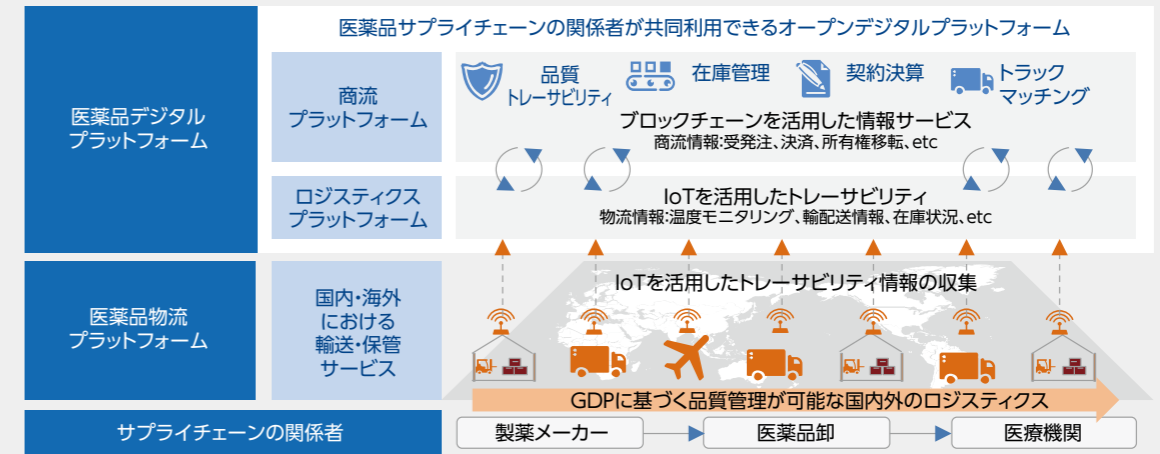 医薬品サプライチェーンの関係者が共同利用できるオープンデジタルプラットフォーム
医薬品デジタル
プラットフォーム
商流
プラットフォーム
品質
トレーサビリティ
在庫管理
契約決算
トラック
マッチング
ブロックチェーンを活用した情報サービス
商流情報:受発注、決済、所有権移転、etc
ロジスティクス
プラットフォーム
IoTを活用したトレーサビリティ
物流情報:温度モニタリング、輸配送情報、在庫状況、etc
医薬品物流
プラットフォーム
国内・海外
における
輸送・保管
サービス
IoTを活用したトレーサビリティ情報の収集
GDPに基づく品質管理が可能な国内外のロジスティクス
サプライチェーンの関係者
製薬メーカー
医薬品卸
医療機関